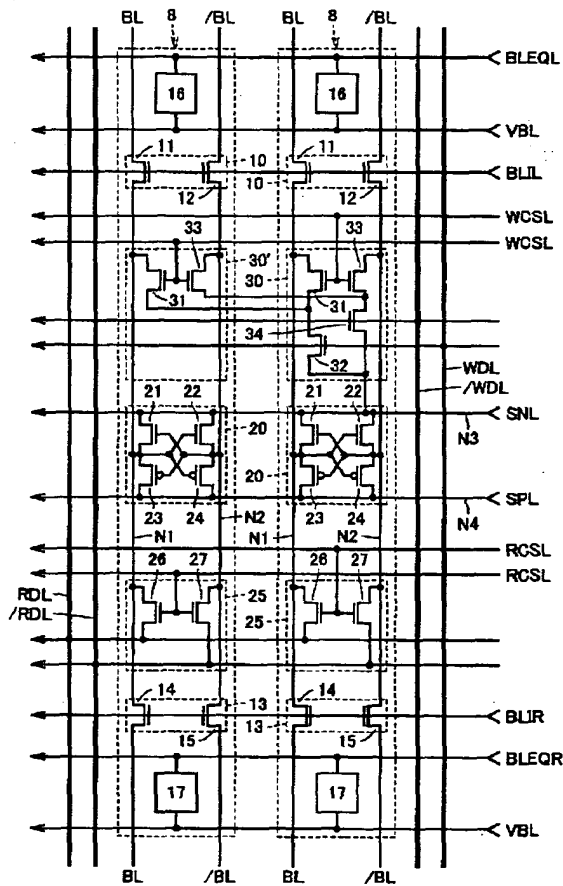 BL 8 /BL BL 8 /BL
BLEQL
16 16
VBL
11 11
10
BLIL
10
12 12
WCSL
WCSL
33 33
30' 30
31 31
34
32
WDL
/WDL
21 22 21 22
SNL
20 N3
20
SPL
23 24 23 24
N4
N1 N2 N1 N2
RCSL
26 27 26 27
RCSL
RDL
25
/RDL
25
14 14
13
BLIR
13
15 15
BLEQR
17 17
VBL
BL /BL BL /BL